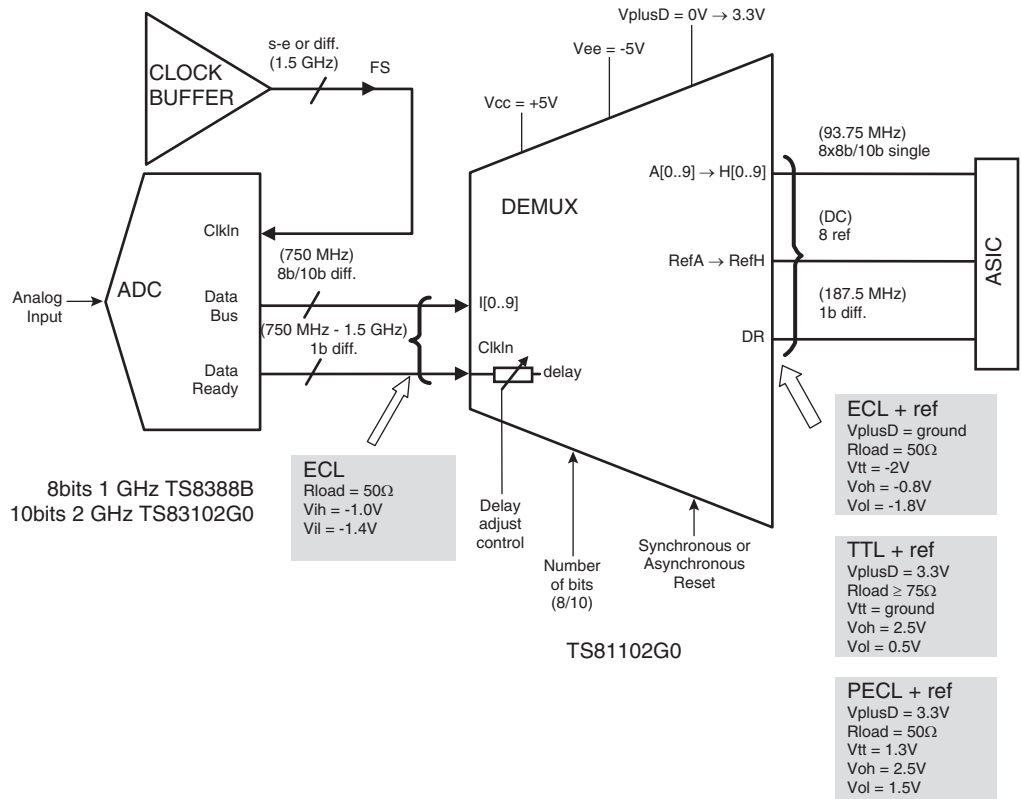 VplusD = 0V → 3.3V
s-e or diff.
(1.5 GHz)
FS
CLOCK
BUFFER
Vee = -5V
Vcc = +5V
(93.75 MHz)
8x8b/10b single
A[0..9] → H[0..9]
DEMUX
ClkIn
(750 MHz)
8b/10b diff.
(DC)
8 ref
RefA → RefH
ASIC
ADC
Analog
Input
Data
Bus
I[0..9]
(187.5 MHz)
1b diff.
(750 MHz - 1.5 GHz)
1b diff.
DR
ClkIn
delay
Data
Ready
ECL + ref
VplusD = ground
Rload = 50Ω
Vtt = -2V
Voh = -0.8V
Vol = -1.8V
ECL
Rload = 50Ω
Vih = -1.0V
Vil = -1.4V
8bits 1 GHz TS8388B
10bits 2 GHz TS83102G0
Delay
adjust
control
Number
of bits
(8/10)
Synchronous or
Asynchronous
Reset
TTL + ref
VplusD = 3.3V
Rload ≥ 75Ω
Vtt = ground
Voh = 2.5V
Vol = 0.5V
TS81102G0
PECL + ref
VplusD = 3.3V
Rload = 50Ω
Vtt = 1.3V
Voh = 2.5V
Vol = 1.5V